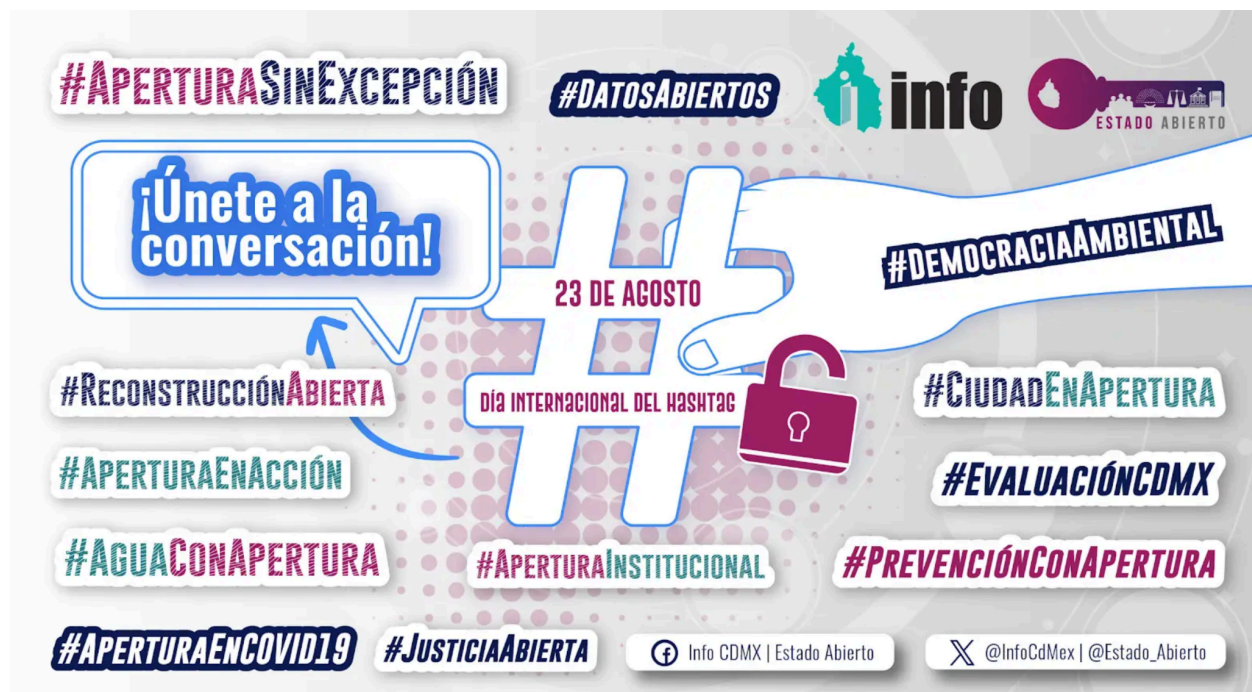 #AperturaSinExcepción
#DatosAbiertos
info
ESTADO ABIERTO
¡Únete a la
conversación!
#DemocraciaAmbiental
23 DE AGOSTO
DÍA INTERNACIONAL DEL HASHTAG
#ReconstrucciónAbierta
#CiudadEnApertura
#AperturaEnAcción
#EvaluaciónCDMX
#AguaConApertura
#AperturaInstitucional
#PrevenciónConApertura
#AperturaEnCOVID19
#JusticiaAbierta
Info CDMX | Estado Abierto
@InfoCdMex | @Estado_Abierto